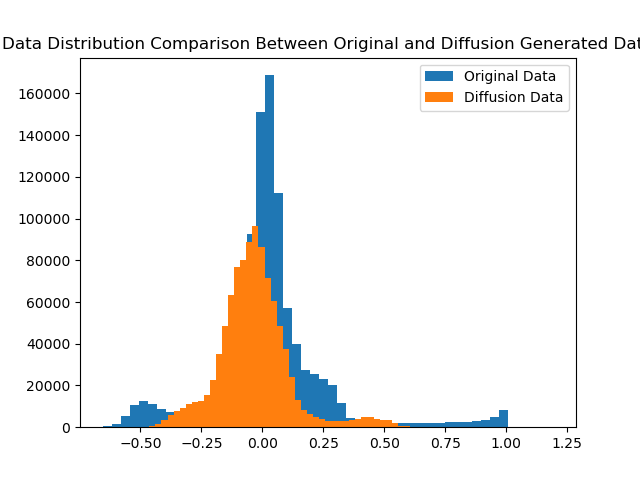 Data Distribution Comparison Between Original and Diffusion Generated Dat
Original Data
Diffusion Data
160000
140000
120000
100000
80000
60000
40000
20000
0
−0.50 −0.25 0.00 0.25 0.50 0.75 1.00 1.25